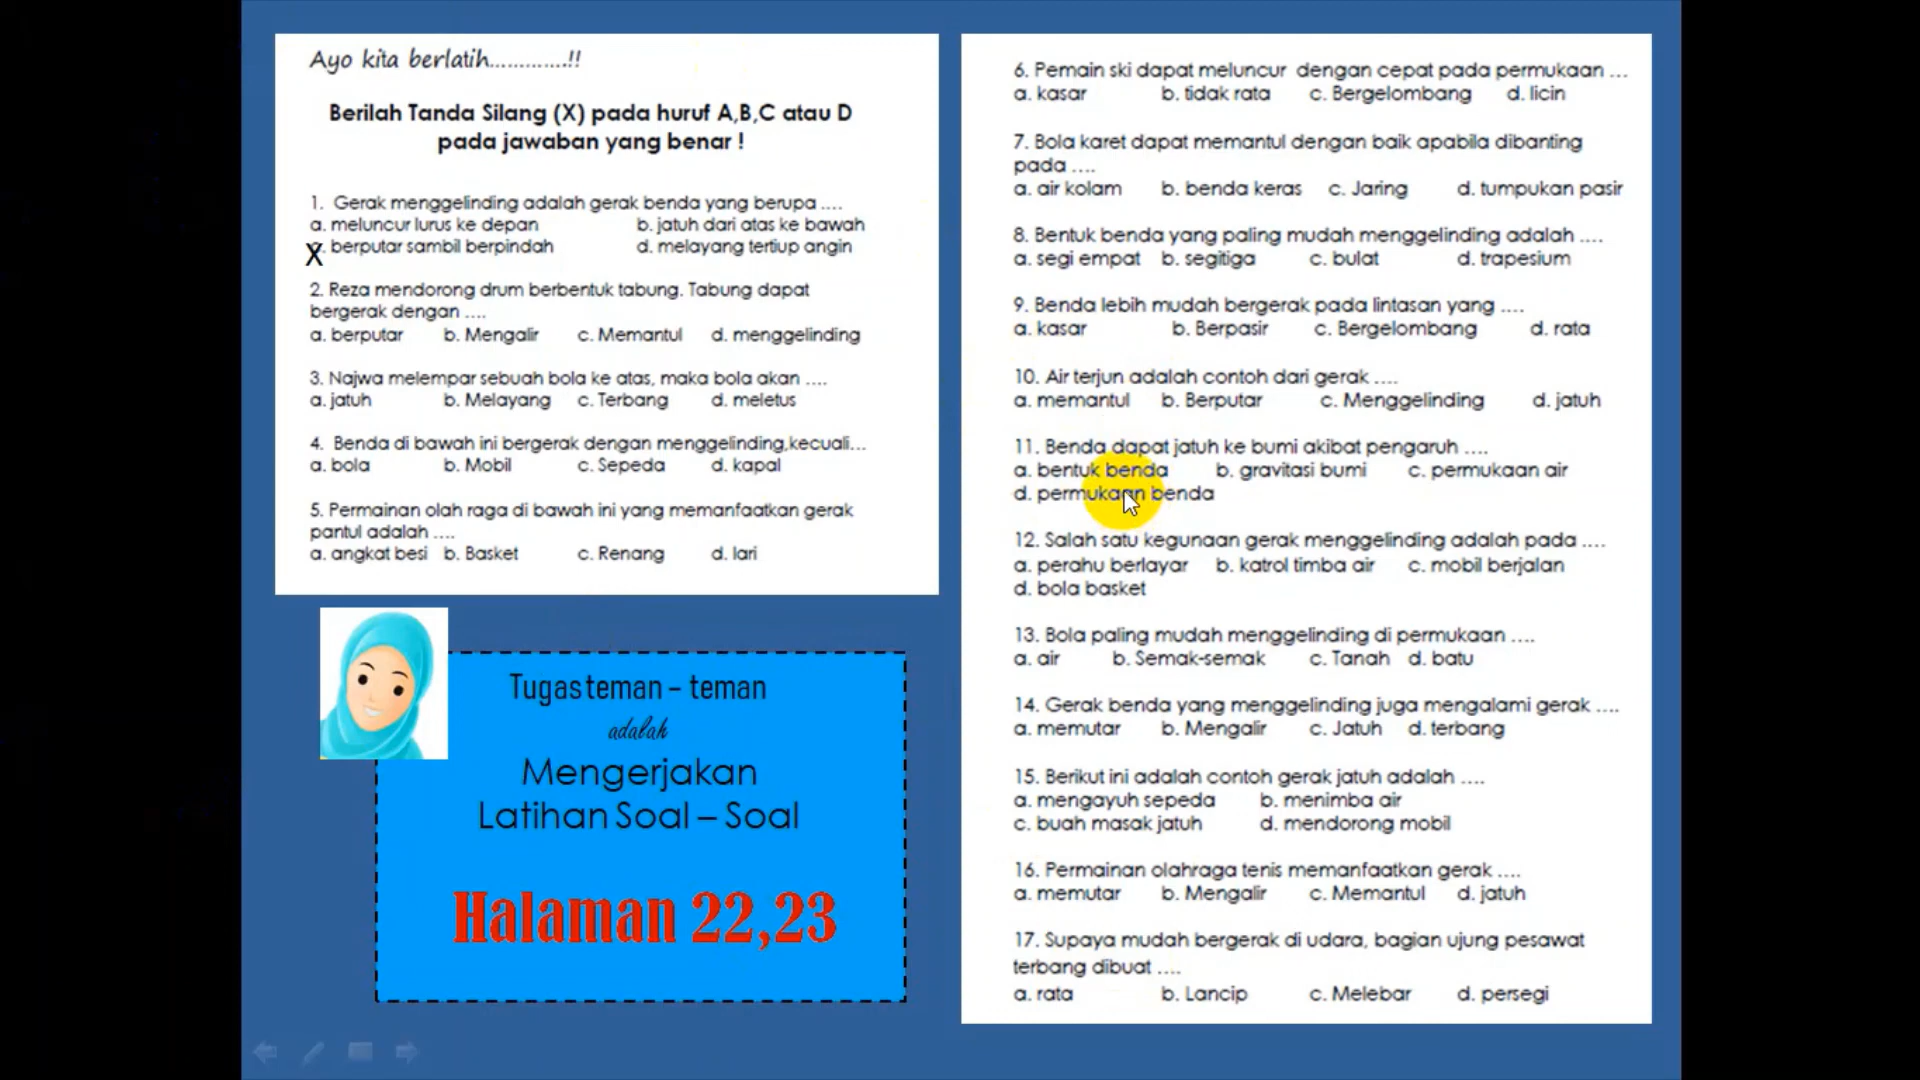 Ayo kita berlatih.............!!
Berilah Tanda Silang (X) pada huruf A,B,C atau D
pada jawaban yang benar !
1. Gerak menggelinding adalah gerak benda yang berupa ....
a. meluncur lurus ke depan b. jatuh dari atas ke bawah
X. berputar sambil berpindah d. melayang tertiup angin
2. Reza mendorong drum berbentuk tabung. Tabung dapat
bergerak dengan ....
a. berputar b. Mengalir c. Memantul d. menggelinding
3. Najwa melempar sebuah bola ke atas, maka bola akan ....
a. jatuh b. Melayang c. Terbang d. meletus
4. Benda di bawah ini bergerak dengan menggelinding,kecuali...
a. bola b. Mobil c. Sepeda d. kapal
5. Permainan olah raga di bawah ini yang memanfaatkan gerak
pantul adalah ....
a. angkat besi b. Basket c. Renang d. lari
Tugas teman – teman
adalah
Mengerjakan
Latihan Soal – Soal
Halaman 22,23
6. Pemain ski dapat meluncur dengan cepat pada permukaan ...
a. kasar b. tidak rata c. Bergelombang d. licin
7. Bola karet dapat memantul dengan baik apabila dibanting
pada ....
a. air kolam b. benda keras c. Jaring d. tumpukan pasir
8. Bentuk benda yang paling mudah menggelinding adalah ....
a. segi empat b. segitiga c. bulat d. trapesium
9. Benda lebih mudah bergerak pada lintasan yang ....
a. kasar b. Berpasir c. Bergelombang d. rata
10. Air terjun adalah contoh dari gerak ....
a. memantul b. Berputar c. Menggelinding d. jatuh
11. Benda dapat jatuh ke bumi akibat pengaruh ....
a. bentuk benda b. gravitasi bumi c. permukaan air
d. permukaan benda
12. Salah satu kegunaan gerak menggelinding adalah pada ....
a. perahu berlayar b. katrol timba air c. mobil berjalan
d. bola basket
13. Bola paling mudah menggelinding di permukaan ....
a. air b. Semak-semak c. Tanah d. batu
14. Gerak benda yang menggelinding juga mengalami gerak ....
a. memutar b. Mengalir c. Jatuh d. terbang
15. Berikut ini adalah contoh gerak jatuh adalah ....
a. mengayuh sepeda b. menimba air
c. buah masak jatuh d. mendorong mobil
16. Permainan olahraga tenis memanfaatkan gerak ....
a. memutar b. Mengalir c. Memantul d. jatuh
17. Supaya mudah bergerak di udara, bagian ujung pesawat
terbang dibuat ....
a. rata b. Lancip c. Melebar d. persegi